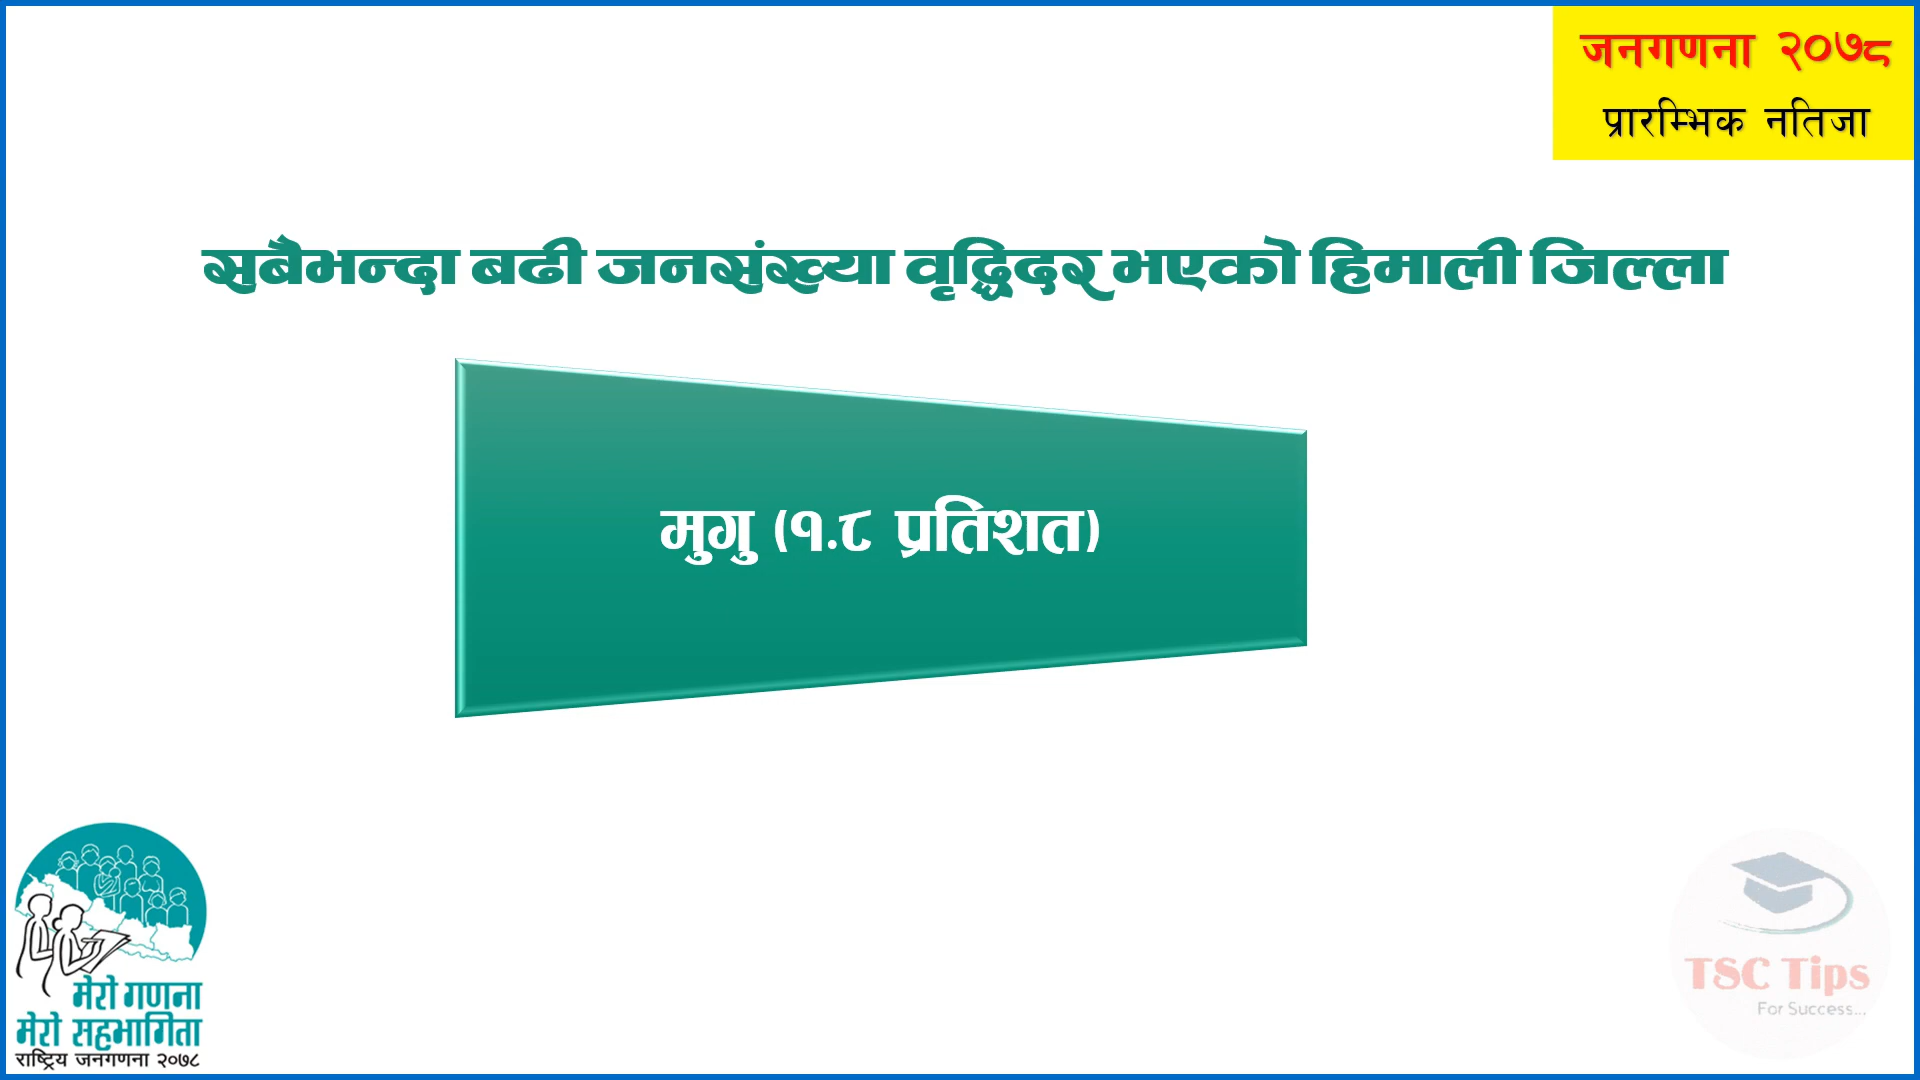 जनगणना २०७८
प्रारम्भिक नतिजा
सबैभन्दा बढी जनसंख्या वृद्धिदर भएको हिमाली जिल्ला
मुगु (१.८ प्रतिशत)
मेरो गणना
मेरो सहभागिता
राष्ट्रिय जनगणना २०७८
TSC Tips
For Success...